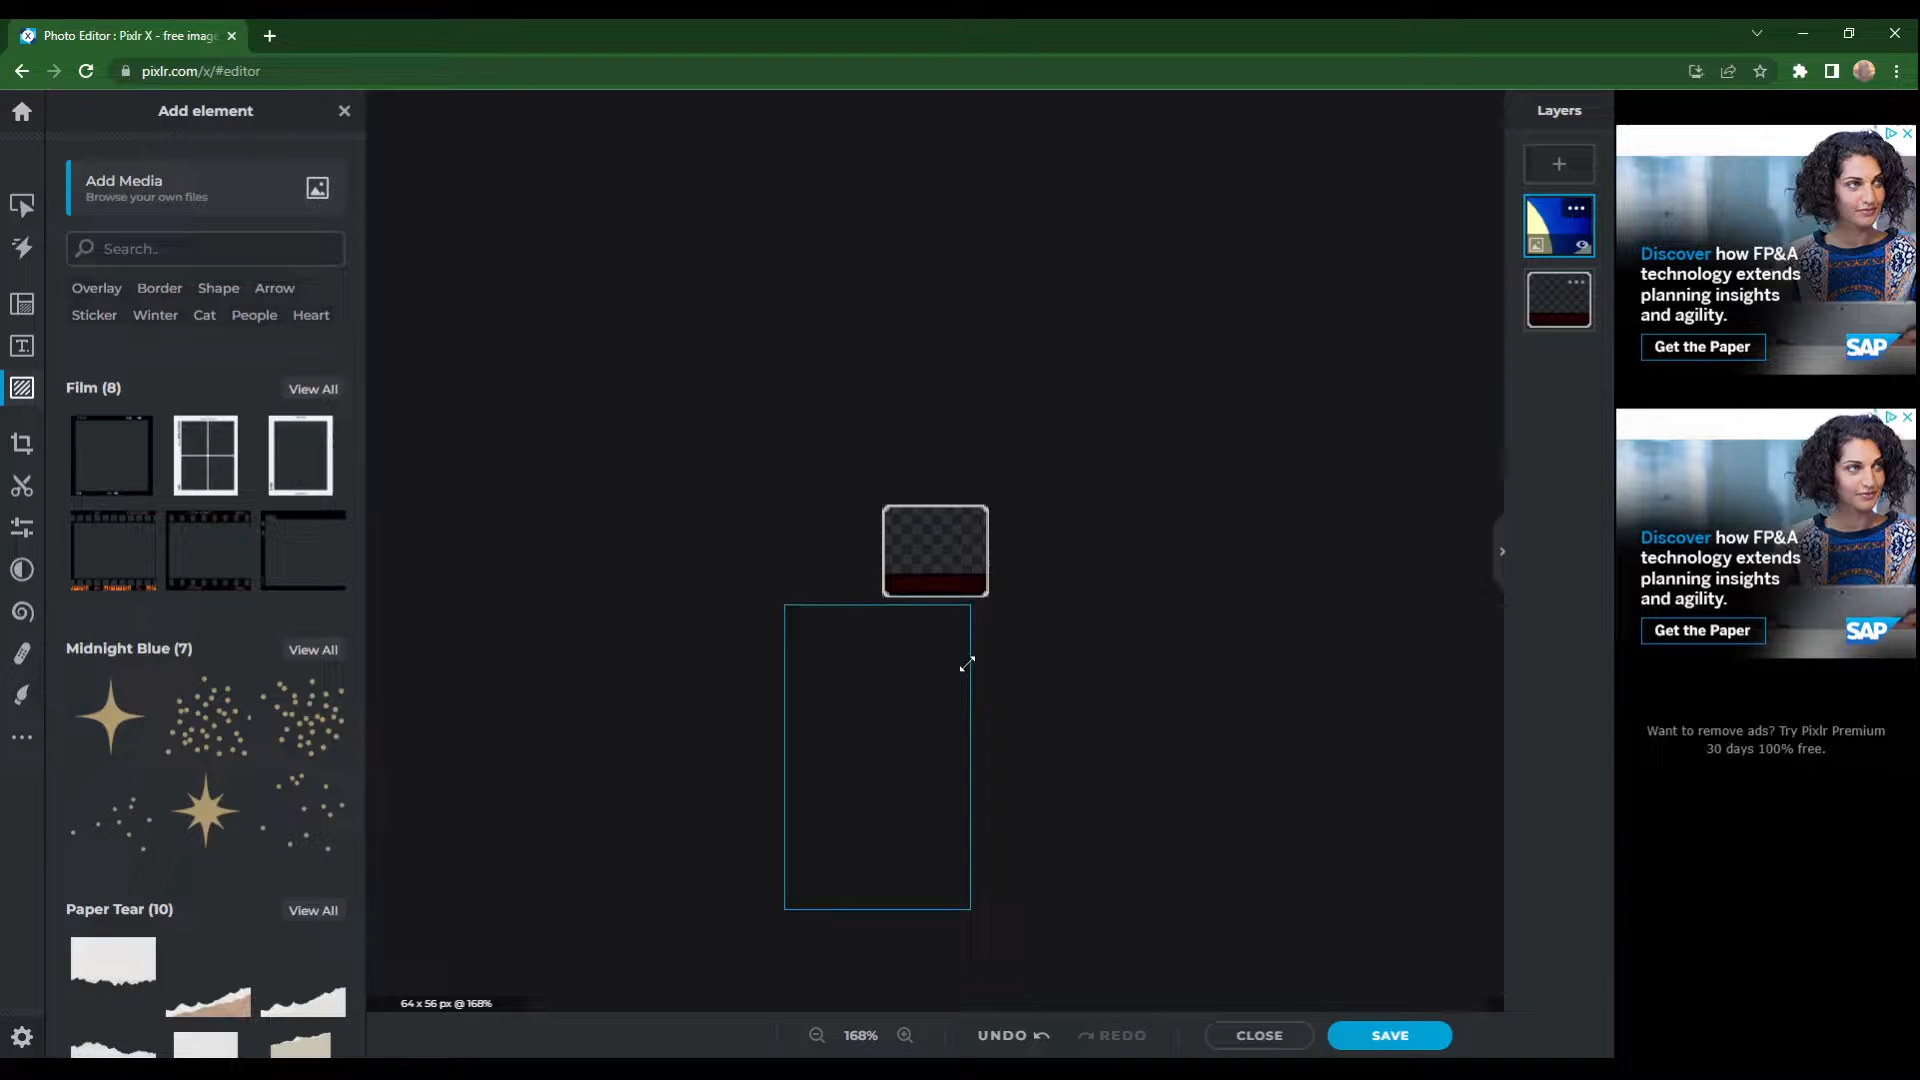 Photo Editor : Pixlr X - free image
pixlr.com/x/#editor
Add element
Add Media
Browse your own files
Search..
Overlay Border Shape Arrow
Sticker Winter Cat People Heart
Film (8) View All
Midnight Blue (7) View All
Paper Tear (10) View All
64 x 56 px @ 168%
168%
UNDO
REDO
CLOSE
SAVE
Layers
Discover how FP&A
technology extends
planning insights
and agility.
Get the Paper
SAP
Discover how FP&A
technology extends
planning insights
and agility.
Get the Paper
SAP
Want to remove ads? Try Pixlr Premium
30 days 100% free.